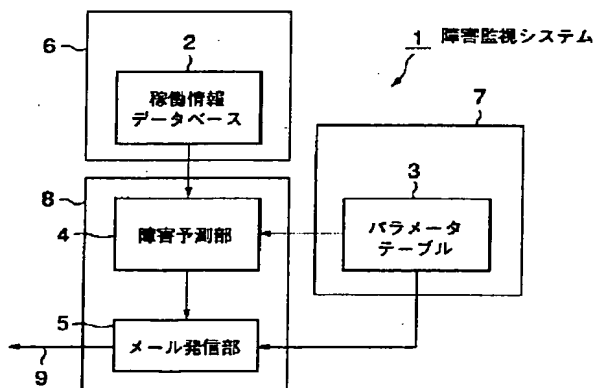 1 障害監視システム
6
2
稼働情報
データベース
7
8
3
4
障害予測部
パラメータ
テーブル
5
メール発信部
9